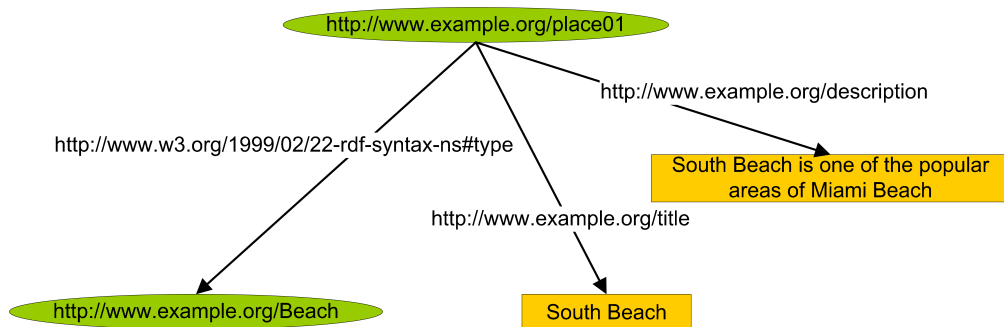 http://www.example.org/place01
http://www.example.org/description
http://www.w3.org/1999/02/22-rdf-syntax-ns#type
South Beach is one of the popular
areas of Miami Beach
http://www.example.org/title
http://www.example.org/Beach
South Beach